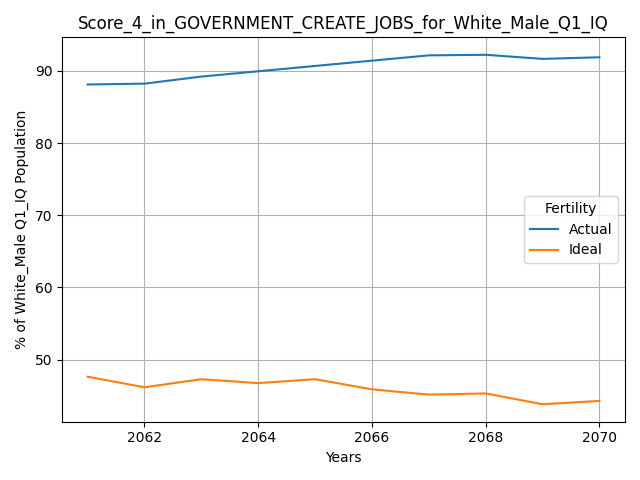 Score_4_in_GOVERNMENT_CREATE_JOBS_for_White_Male_Q1_IQ
% of White_Male Q1_IQ Population
90
80
70
60
50
Fertility
Actual
Ideal
2062 2064 2066 2068 2070
Years